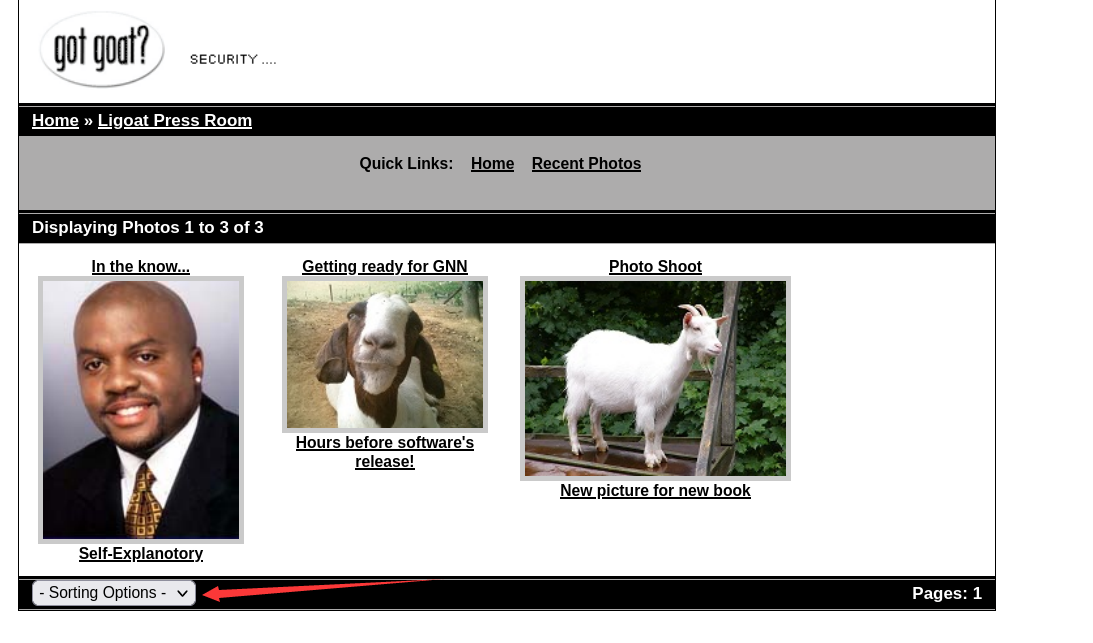 got goat?
SECURITY ....
Home » Ligoat Press Room
Quick Links: Home Recent Photos
Displaying Photos 1 to 3 of 3
In the know...
Self-Explanotory
Getting ready for GNN
Hours before software's
release!
Photo Shoot
New picture for new book
- Sorting Options -
Pages: 1